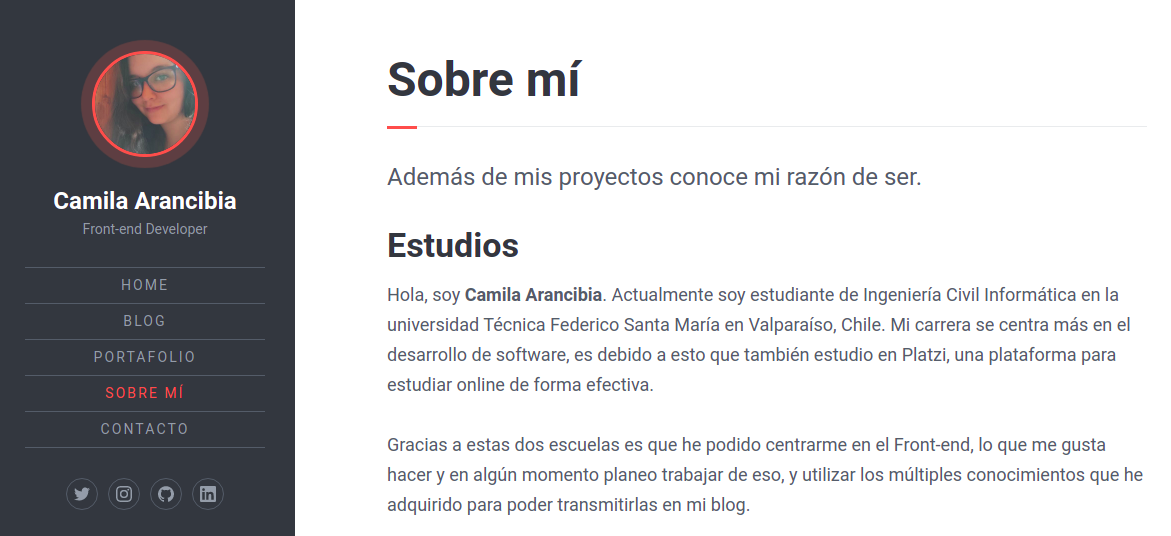 Camila Arancibia
Front-end Developer
HOME
BLOG
PORTAFOLIO
SOBRE MÍ
CONTACTO
Sobre mí
Además de mis proyectos conoce mi razón de ser.
Estudios
Hola, soy Camila Arancibia. Actualmente soy estudiante de Ingeniería Civil Informática en la
universidad Técnica Federico Santa María en Valparaíso, Chile. Mi carrera se centra más en el
desarrollo de software, es debido a esto que también estudio en Platzi, una plataforma para
estudiar online de forma efectiva.
Gracias a estas dos escuelas es que he podido centrarme en el Front-end, lo que me gusta
hacer y en algún momento planeo trabajar de eso, y utilizar los múltiples conocimientos que he
adquirido para poder transmitirlas en mi blog.